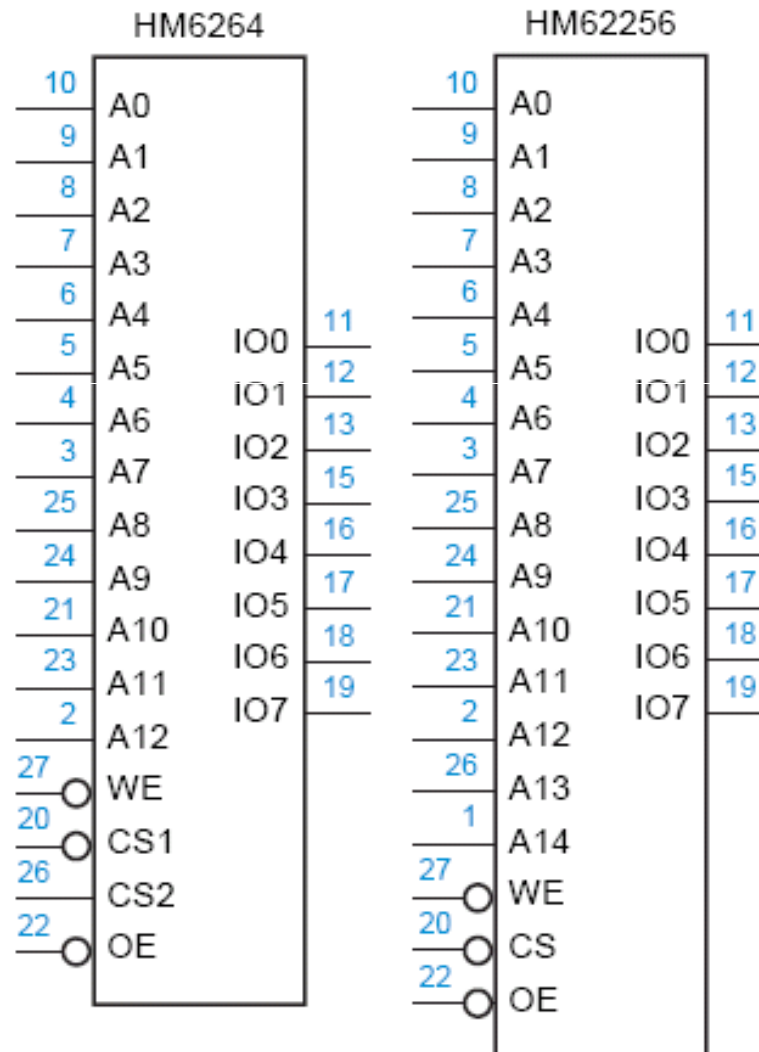 HM6264
10 A0
9 A1
8 A2
7 A3
6 A4
5 A5
4 A6
3 A7
25 A8
24 A9
21 A10
23 A11
2 A12
27 WE
20 CS1
26 CS2
22 OE
IO0 11
IO1 12
IO2 13
IO3 15
IO4 16
IO5 17
IO6 18
IO7 19
HM62256
10 A0
9 A1
8 A2
7 A3
6 A4
5 A5
4 A6
3 A7
25 A8
24 A9
21 A10
23 A11
2 A12
26 A13
1 A14
27 WE
20 CS
22 OE
IO0 11
IO1 12
IO2 13
IO3 15
IO4 16
IO5 17
IO6 18
IO7 19